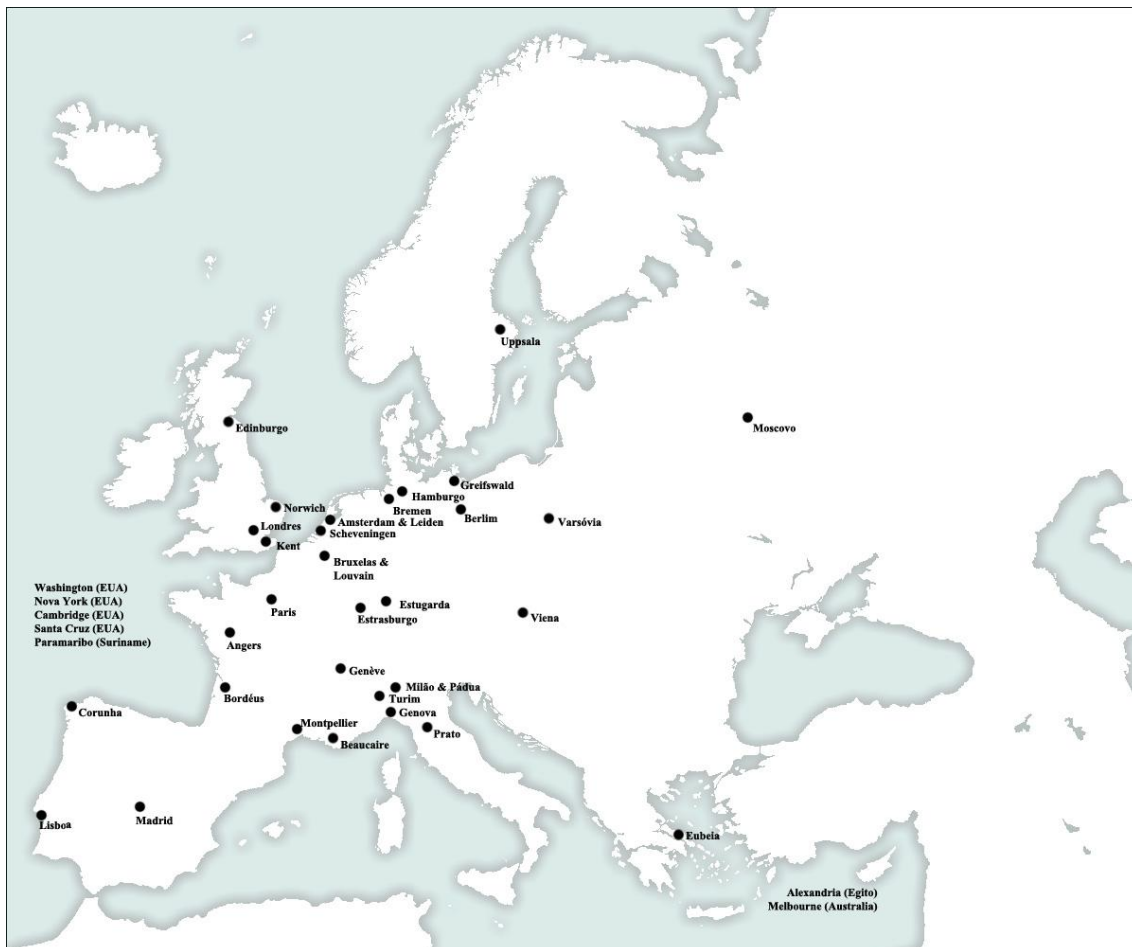 Uppsala
Edinburgo
Moscovo
Greifswald
Hamburgo
Bremen
Norwich
Berlim
Varsóvia
Amsterdam & Leiden
Londres
Scheveningen
Kent
Bruxelas &
Louvain
Washington (EUA)
Nova York (EUA)
Cambridge (EUA)
Santa Cruz (EUA)
Paramaribo (Suriname)
Paris
Estugarda
Estrasburgo
Viena
Angers
Genève
Bordéus
Milão & Pádua
Turim
Corunha
Genova
Montpellier
Prato
Beaucaire
Madrid
Lisboa
Eubeia
Alexandria (Egito)
Melbourne (Australia)